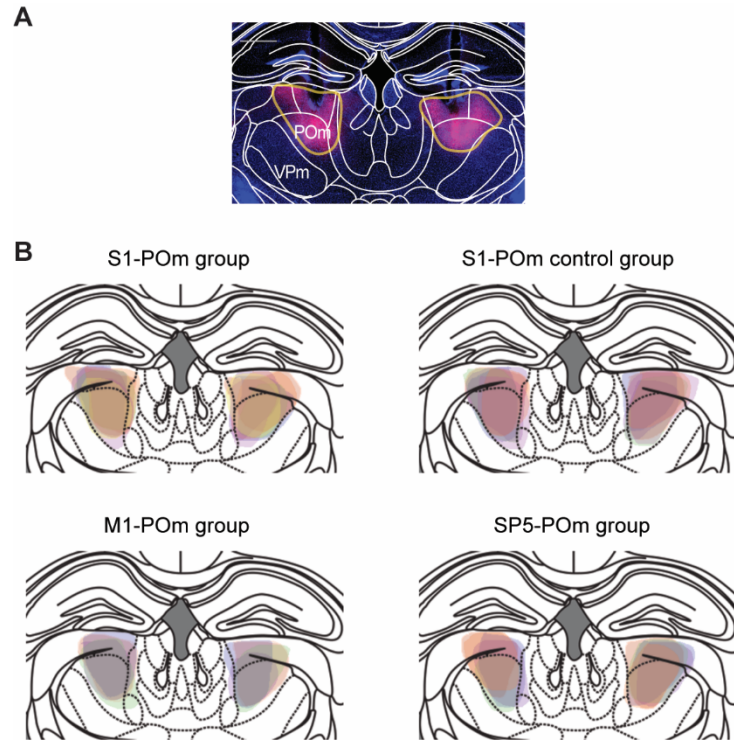 A
POm
VPm
B
S1-POm group
S1-POm control group
M1-POm group
SP5-POm group